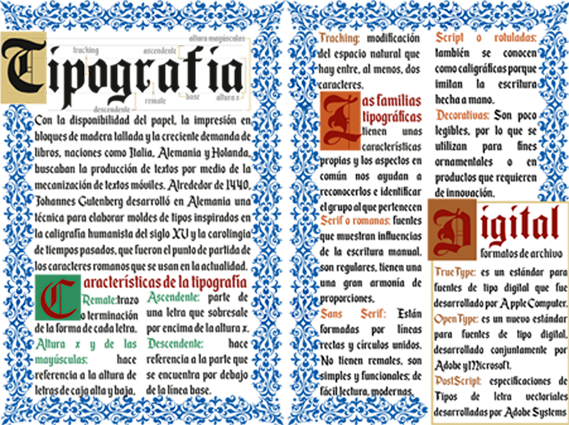 altura mayúsculas
tracking
ascendente
Tipografía
remate
base
altura x
descendente
Con la disponibilidad del papel, la impresión en
bloques de madera tallada y la creciente demanda de
libros, naciones como Italia, Alemania y Holanda,
buscaban la producción de textos por medio de la
mecanización de textos móviles. Alrededor de 1440,
Johannes Gutenberg desarrolló en Alemania una
técnica para elaborar moldes de tipos inspirados en
la caligrafía humanista del siglo XV y la carolingia
de tiempos pasados, que fueron el punto de partida de
los caracteres romanos que se usan en la actualidad.
Características de la tipografía
Remate:trazo
o terminación
de la forma de cada letra.
Altura x y de las
mayúsculas: hace
referencia a la altura de
letras de caja alta y baja.
Ascendente: parte de
una letra que sobresale
por encima de la altura x.
Descendente: hace
referencia a la parte que
se encuentra por debajo
de la línea base.
Tracking: modificación
del espacio natural que
hay entre, al menos, dos
caracteres.
Las familias
tipográficas
tienen unas
características
propias y los aspectos en
común nos ayudan a
reconocerlos e identificar
el grupo al que pertenecen
Serif o romanas: fuentes
que muestran influencias
de la escritura manual,
son regulares, tienen una
una gran armonía de
proporciones,
Sans Serif: Están
formadas por líneas
rectas y círculos unidos.
No tienen remates, son
simples y funcionales; de
fácil lectura, modernas.
Script o rotuladas:
también se conocen
como caligráficas porque
imitan la escritura
hecha a mano.
Decorativas: Son poco
legibles, por lo que se
utilizan para fines
ornamentales o en
productos que requieren
de innovación.
Digital
formatos de archivo
TrueType: es un estándar para
fuentes de tipo digital que fue
desarrollado por Apple Computer.
OpenType: es un nuevo estándar
para fuentes de tipo digital,
desarrollado conjuntamente por
Adobe y Microsoft.
PostScript: especificaciones de
Tipos de letra vectoriales
desarrolladas por Adobe Systems